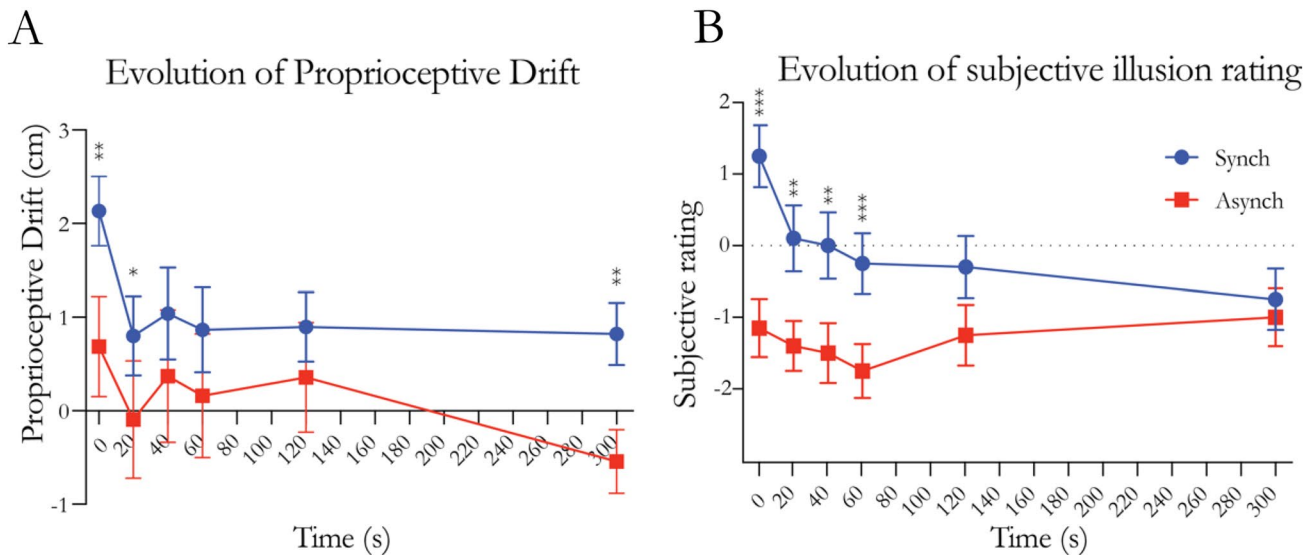 A
Evolution of Proprioceptive Drift
Proprioceptive Drift (cm)
3
2
1
0
-1
**
*
**
0 20 40 60 80 100 120 140 160 180 200 220 240 260 280 300
Time (s)
B
Evolution of subjective illusion rating
Subjective rating
2
1
0
-1
-2
***
**
**
***
Synch
Asynch
0 20 40 60 80 100 120 140 160 180 200 220 240 260 280 300
Time (s)